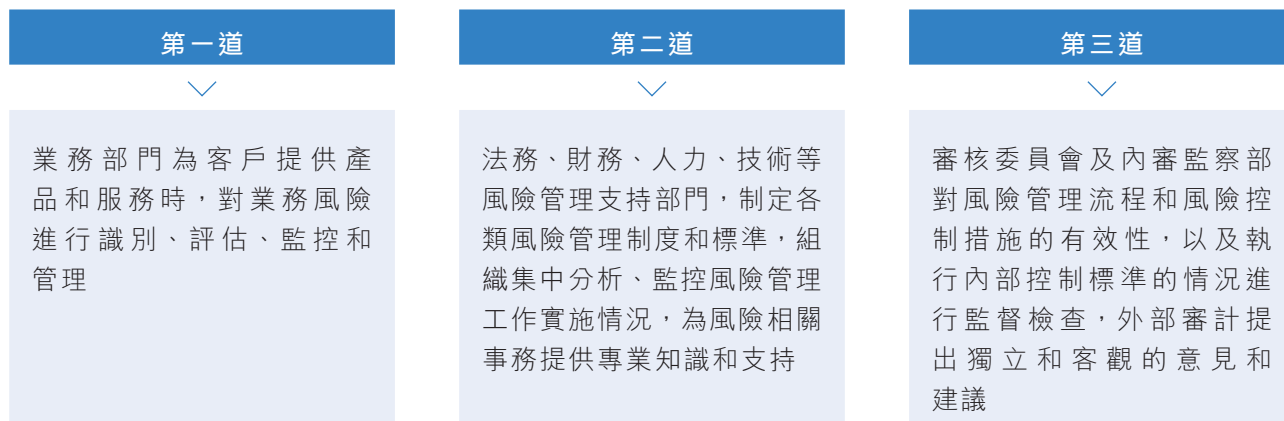 第一道
業務部門為客戶提供產
品和服務時，對業務風險
進行識別、評估、監控和
管理
第二道
法務、財務、人力、技術等
風險管理支持部門，制定各
類風險管理制度和標準，組
織集中分析、監控風險管理
工作實施情況，為風險相關
事務提供專業知識和支持
第三道
審核委員會及內審監察部
對風險管理流程和風險控
制措施的有效性，以及執
行內部控制標準的情況進
行監督檢查，外部審計提
出獨立和客觀的意見和
建議